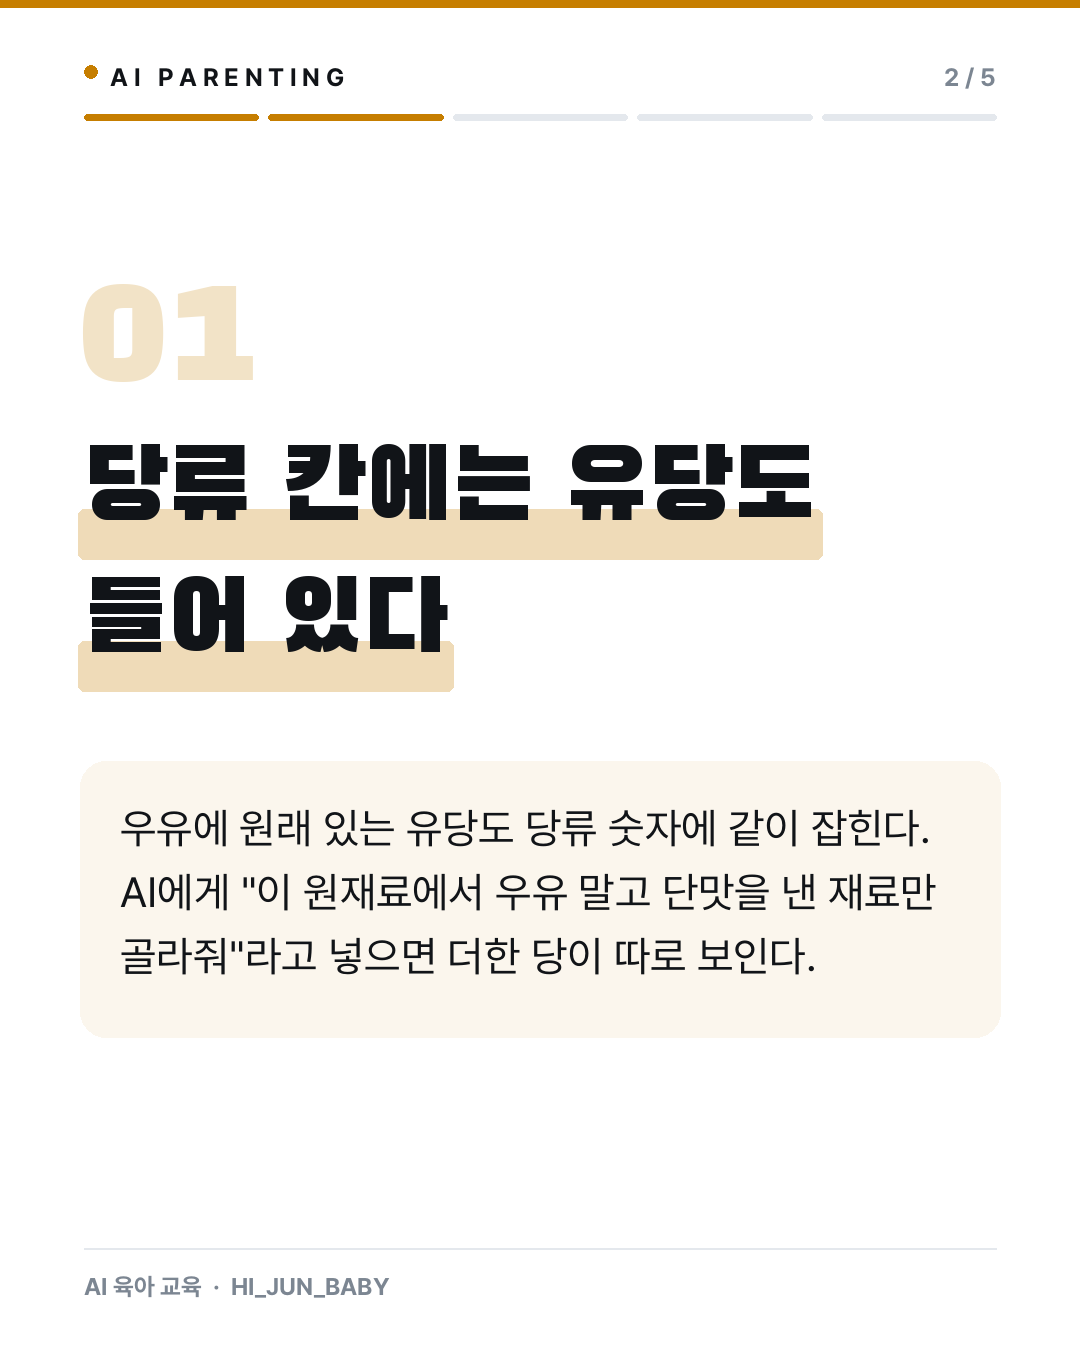 AI PARENTING
2 / 5
01
당류 칸에는 유당도
들어 있다
우유에 원래 있는 유당도 당류 숫자에 같이 잡힌다.
AI에게 "이 원재료에서 우유 말고 단맛을 낸 재료만
골라줘"라고 넣으면 더한 당이 따로 보인다.
AI 육아 교육 · HI_JUN_BABY